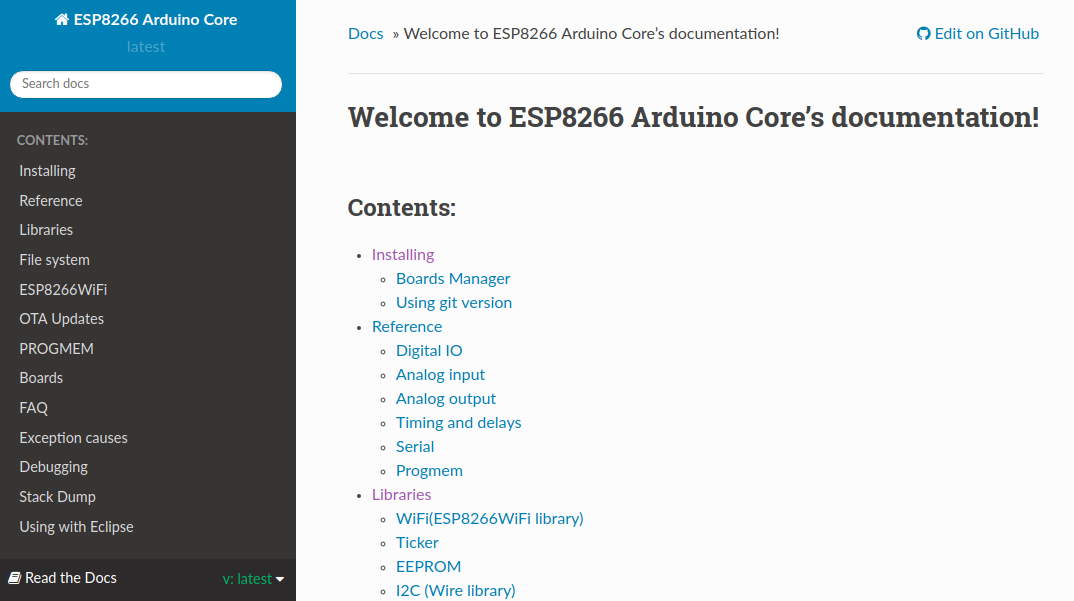 ESP8266 Arduino Core
latest
Search docs
CONTENTS:
Installing
Reference
Libraries
File system
ESP8266WiFi
OTA Updates
PROGMEM
Boards
FAQ
Exception causes
Debugging
Stack Dump
Using with Eclipse
Read the Docs
v: latest
Docs » Welcome to ESP8266 Arduino Core’s documentation!
Edit on GitHub
Welcome to ESP8266 Arduino Core’s documentation!
Contents:
Installing
Boards Manager
Using git version
Reference
Digital IO
Analog input
Analog output
Timing and delays
Serial
Progmem
Libraries
WiFi(ESP8266WiFi library)
Ticker
EEPROM
I2C (Wire library)